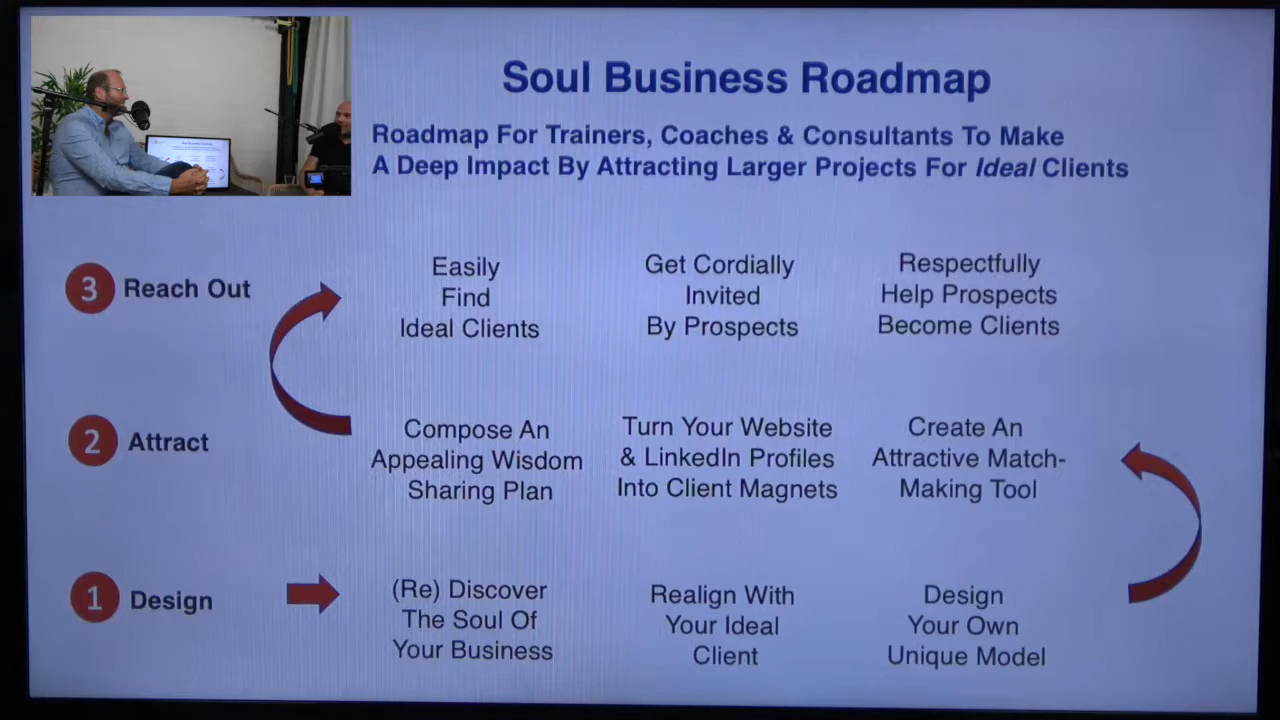 Soul Business Roadmap
Roadmap For Trainers, Coaches & Consultants To Make
A Deep Impact By Attracting Larger Projects For Ideal Clients
3 Reach Out
Easily
Find
Ideal Clients
Get Cordially
Invited
By Prospects
Respectfully
Help Prospects
Become Clients
2 Attract
Compose An
Appealing Wisdom
Sharing Plan
Turn Your Website
& LinkedIn Profiles
Into Client Magnets
Create An
Attractive Match-
Making Tool
1 Design
(Re) Discover
The Soul Of
Your Business
Realign With
Your Ideal
Client
Design
Your Own
Unique Model